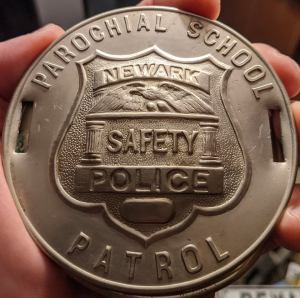 PAROCHIAL SCHOOL
NEWARK
SAFETY
POLICE
PATROL